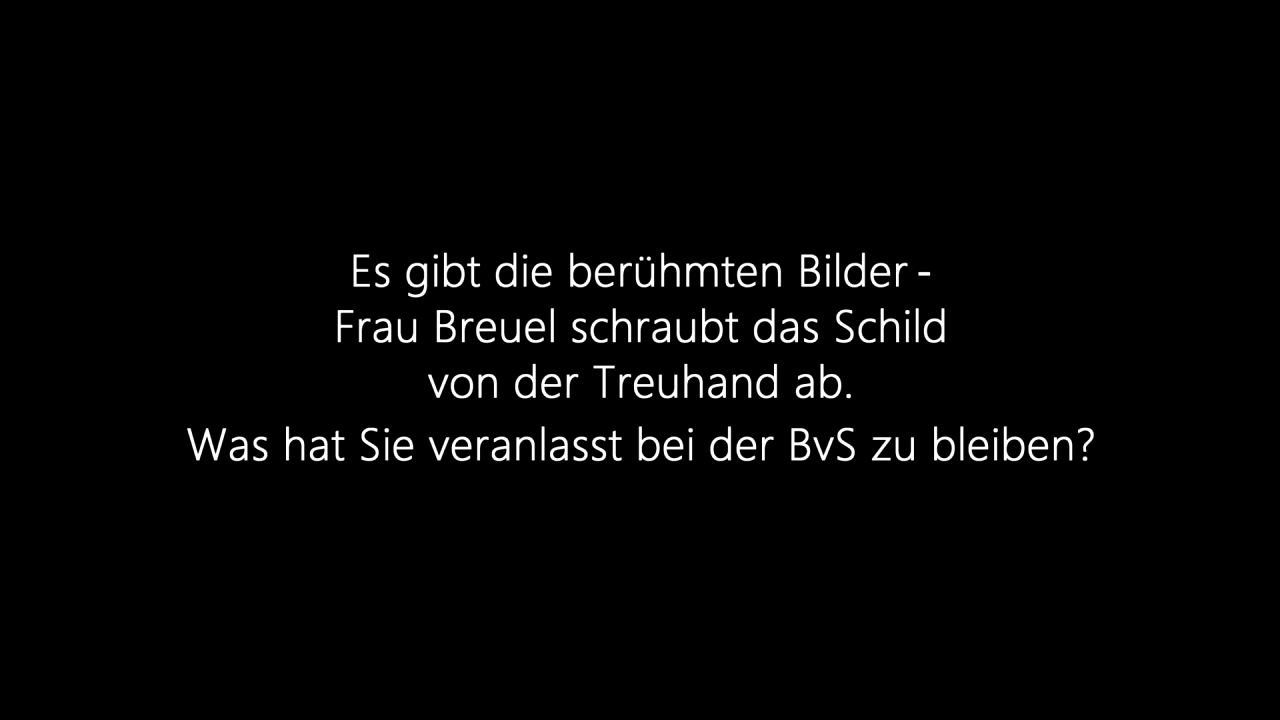 Es gibt die berühmten Bilder -
Frau Breuel schraubt das Schild
von der Treuhand ab.
Was hat Sie veranlasst bei der BvS zu bleiben?